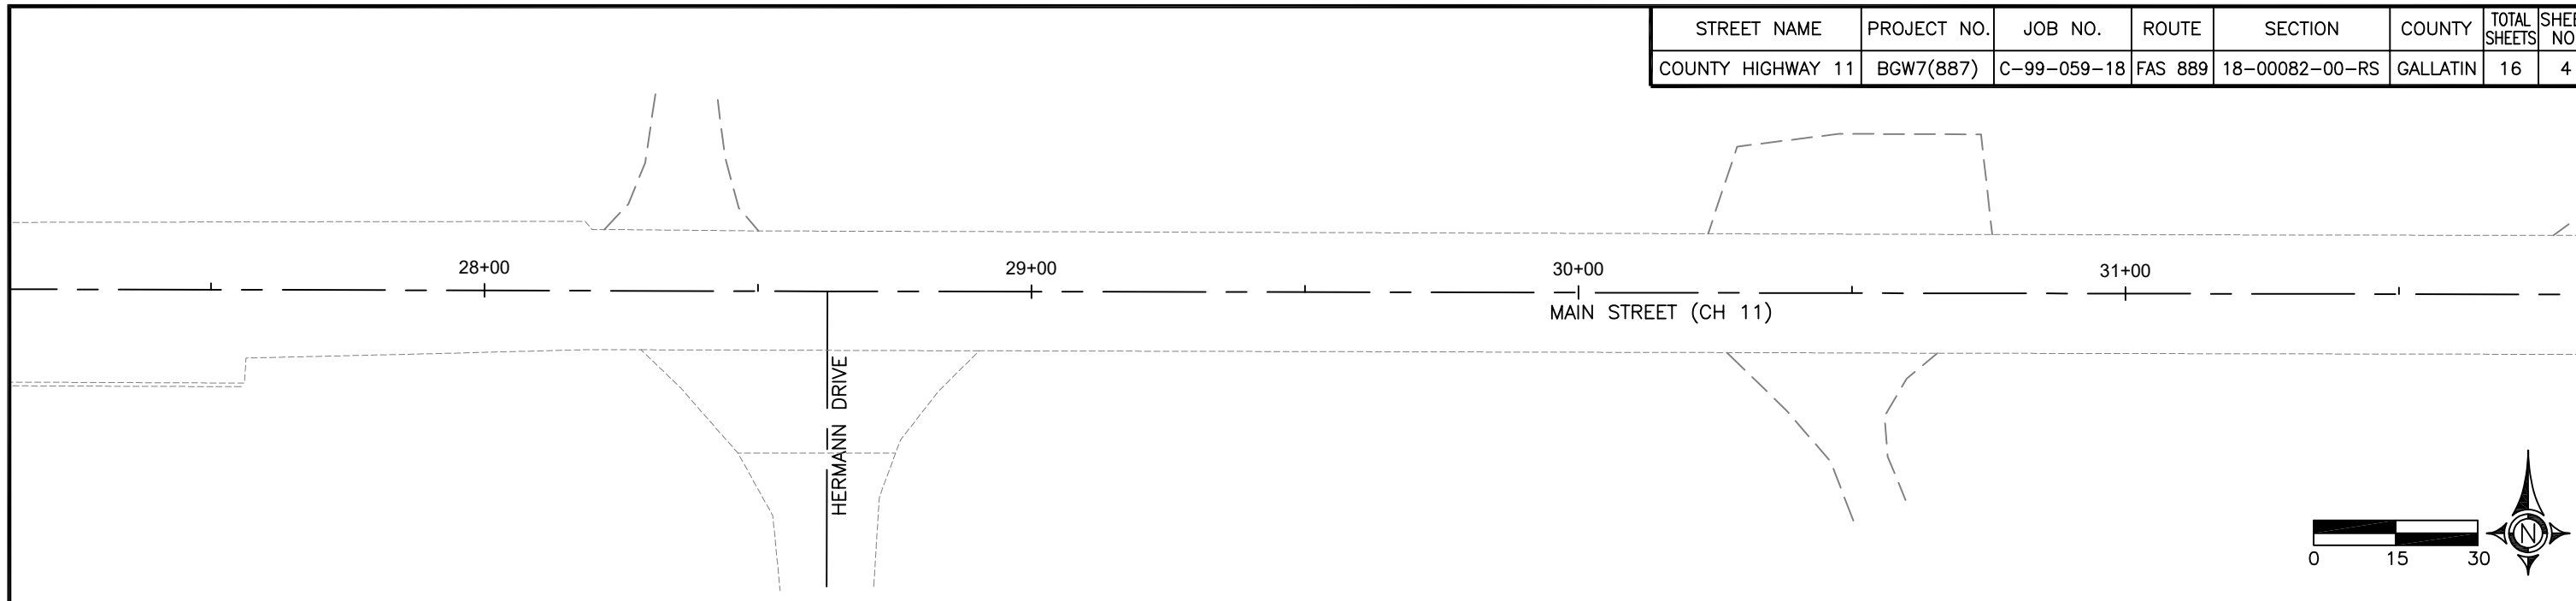 STREET NAME PROJECT NO. JOB NO. ROUTE SECTION COUNTY TOTAL SHEETS
COUNTY HIGHWAY 11 BGW7(887) C-99-059-18 FAS 889 18-00082-00-RS GALLATIN 16 4
28+00 29+00 30+00 31+00
MAIN STREET (CH 11)
HERMANN DRIVE
N
0 15 30